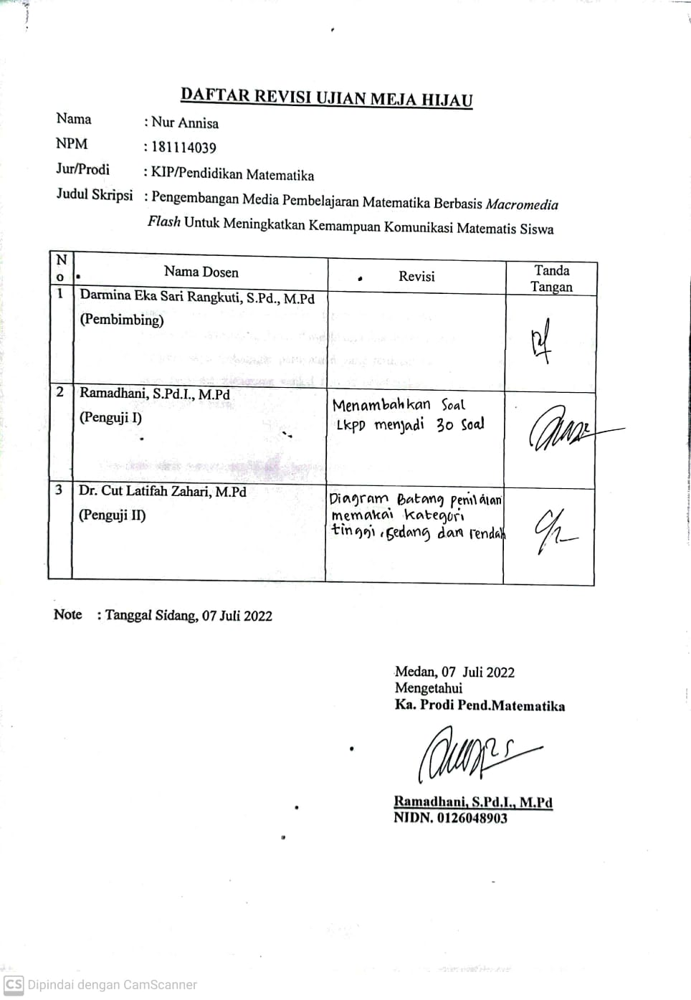 DAFTAR REVISI UJIAN MEJA HIJAU
Nama : Nur Annisa
NPM : 181114039
Jur/Prodi : KIP/Pendidikan Matematika
Judul Skripsi : Pengembangan Media Pembelajaran Matematika Berbasis Macromedia
Flash Untuk Meningkatkan Kemampuan Komunikasi Matematis Siswa
No Nama Dosen Revisi Tanda Tangan
1 Darmina Eka Sari Rangkuti, S.Pd., M.Pd
(Pembimbing)
2 Ramadhani, S.Pd.I., M.Pd
(Penguji I)
Menambahkan Soal
LKPD menjadi 30 Soal
3 Dr. Cut Latifah Zahari, M.Pd
(Penguji II)
Diagram Batang penilaian
memakai kategori
tinggi, sedang dan rendah
Note : Tanggal Sidang, 07 Juli 2022
Medan, 07 Juli 2022
Mengetahui
Ka. Prodi Pend.Matematika
Ramadhani, S.Pd.I., M.Pd
NIDN. 0126048903
CS Dipindai dengan CamScanner